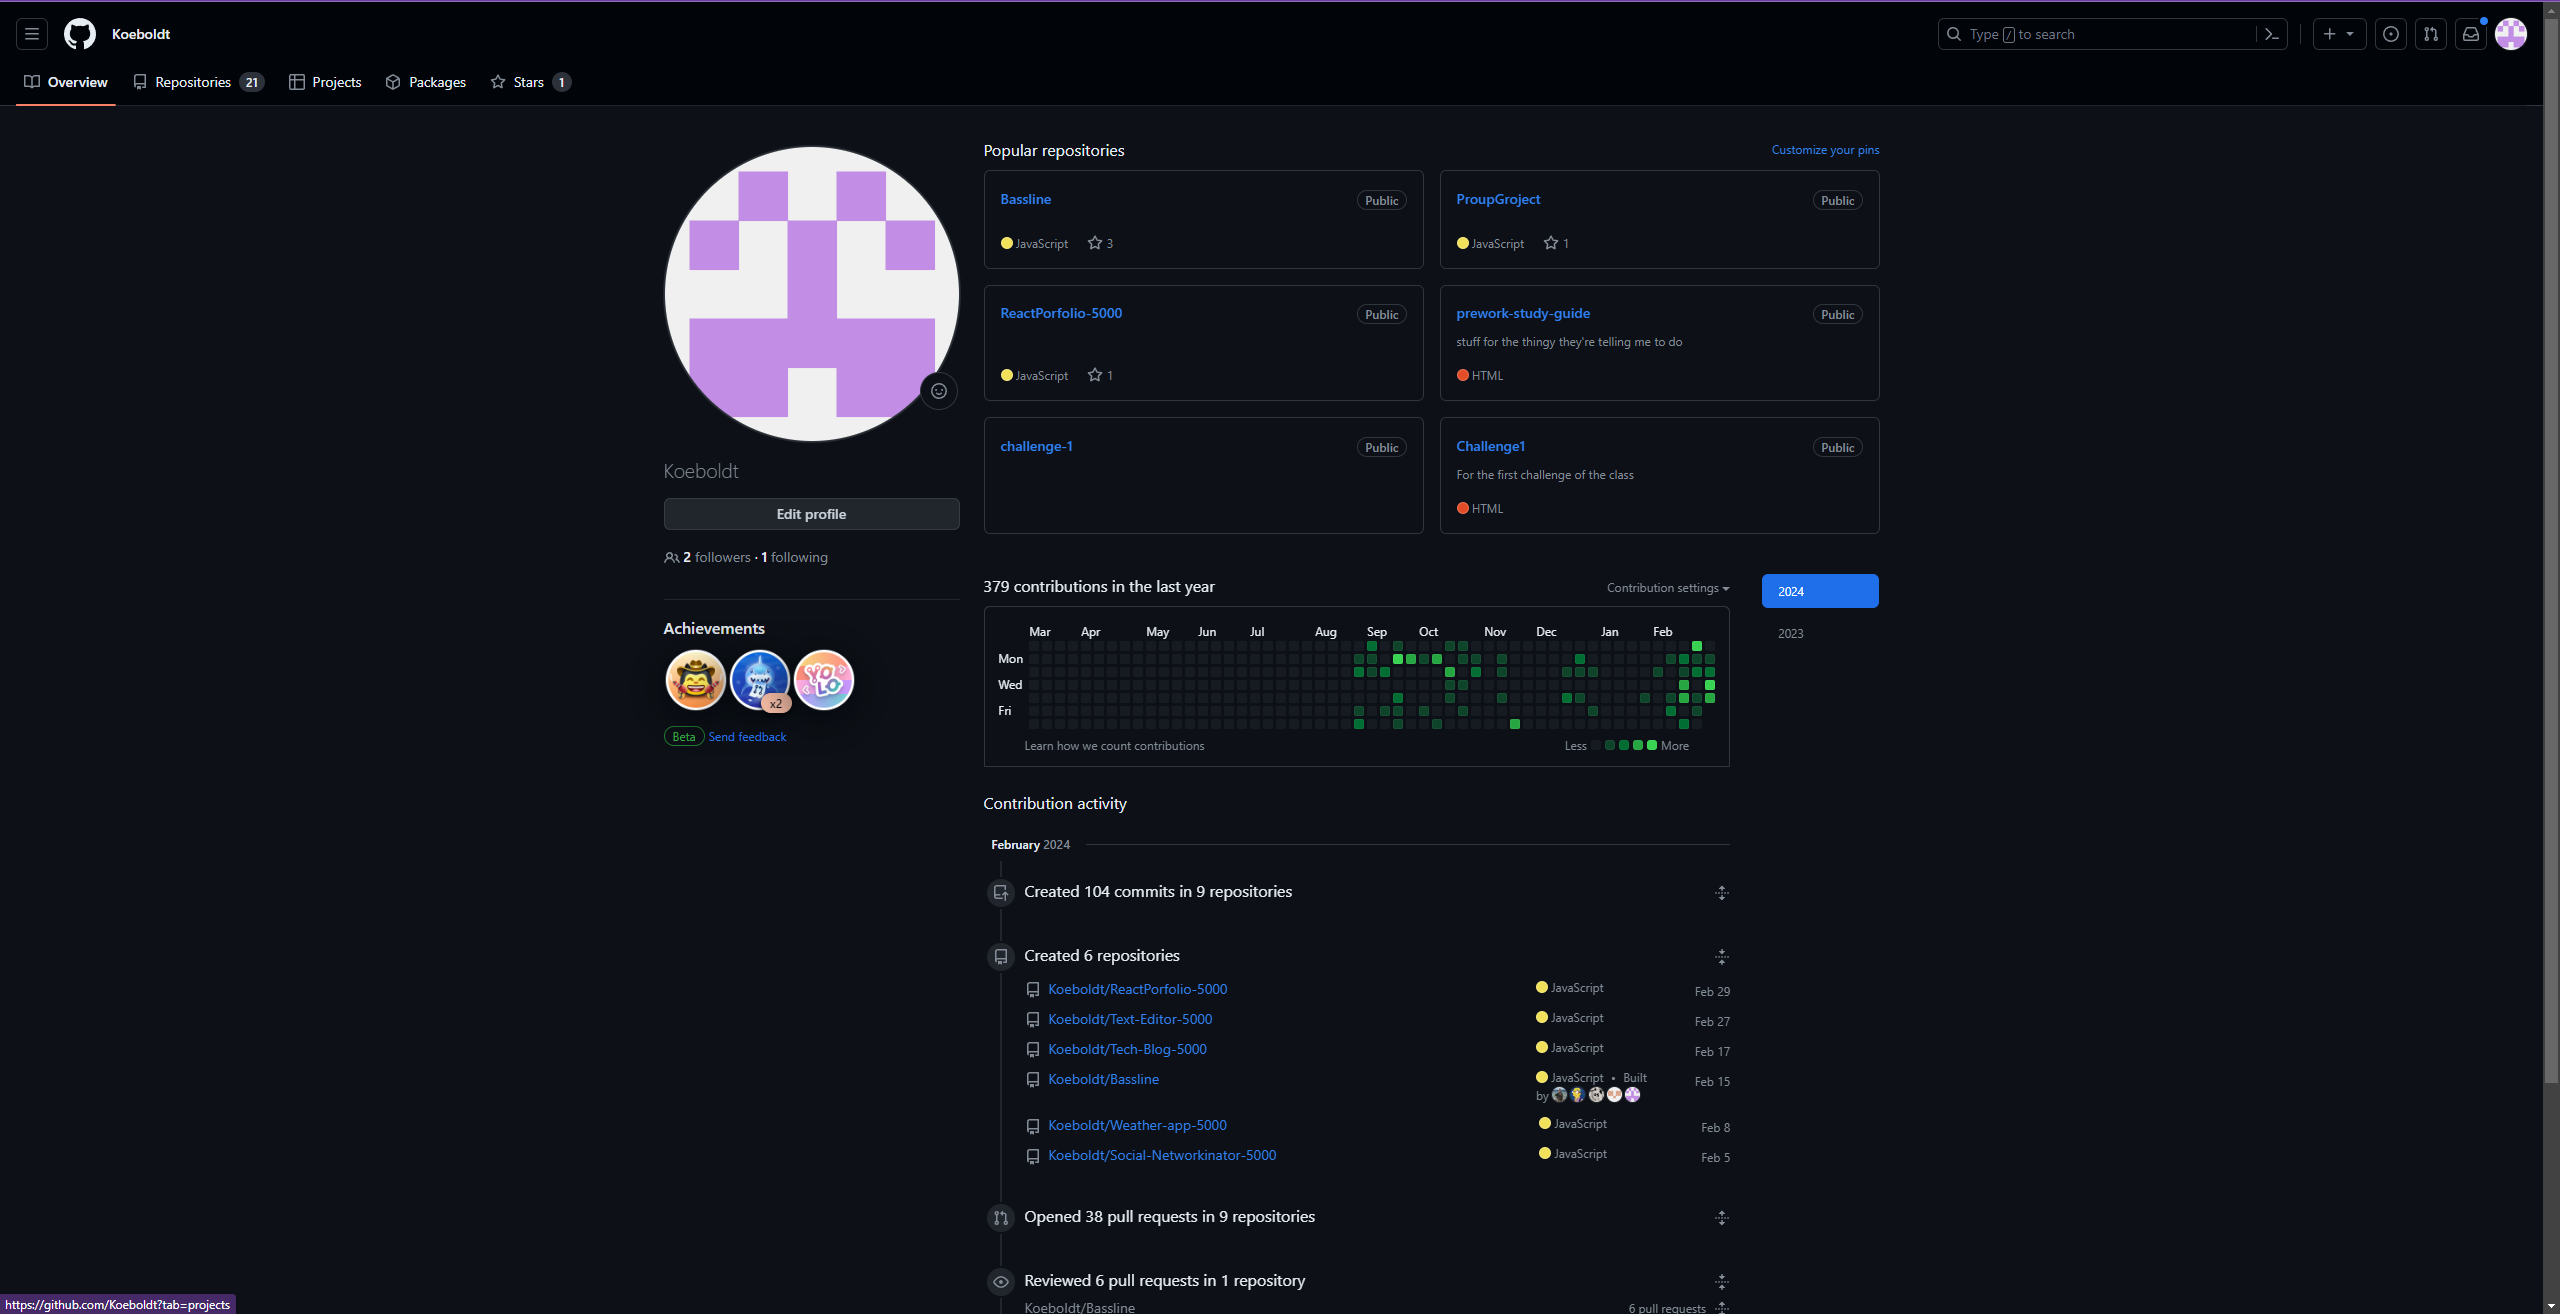 Koeboldt
Type / to search
Overview
Repositories 21
Projects
Packages
Stars 1
Popular repositories
Customize your pins
Bassline
Public
JavaScript
3
ProupGroject
Public
JavaScript
1
ReactPorfolio-5000
Public
JavaScript
1
prework-study-guide
Public
stuff for the thingy they're telling me to do
HTML
challenge-1
Public
Challenge1
Public
For the first challenge of the class
HTML
Koeboldt
Edit profile
2 followers · 1 following
Achievements
YOLO
x2
Beta Send feedback
379 contributions in the last year
Contribution settings
2024
2023
Mar Apr May Jun Jul Aug Sep Oct Nov Dec Jan Feb
Mon
Wed
Fri
Learn how we count contributions
Less More
Contribution activity
February 2024
Created 104 commits in 9 repositories
Created 6 repositories
Koeboldt/ReactPorfolio-5000 JavaScript Feb 29
Koeboldt/Text-Editor-5000 JavaScript Feb 27
Koeboldt/Tech-Blog-5000 JavaScript Feb 17
Koeboldt/Bassline JavaScript • Built Feb 15
by
Koeboldt/Weather-app-5000 JavaScript Feb 8
Koeboldt/Social-Networkinator-5000 JavaScript Feb 5
Opened 38 pull requests in 9 repositories
Reviewed 6 pull requests in 1 repository
Koeboldt/Bassline 6 pull requests
https://github.com/Koeboldt?tab=projects